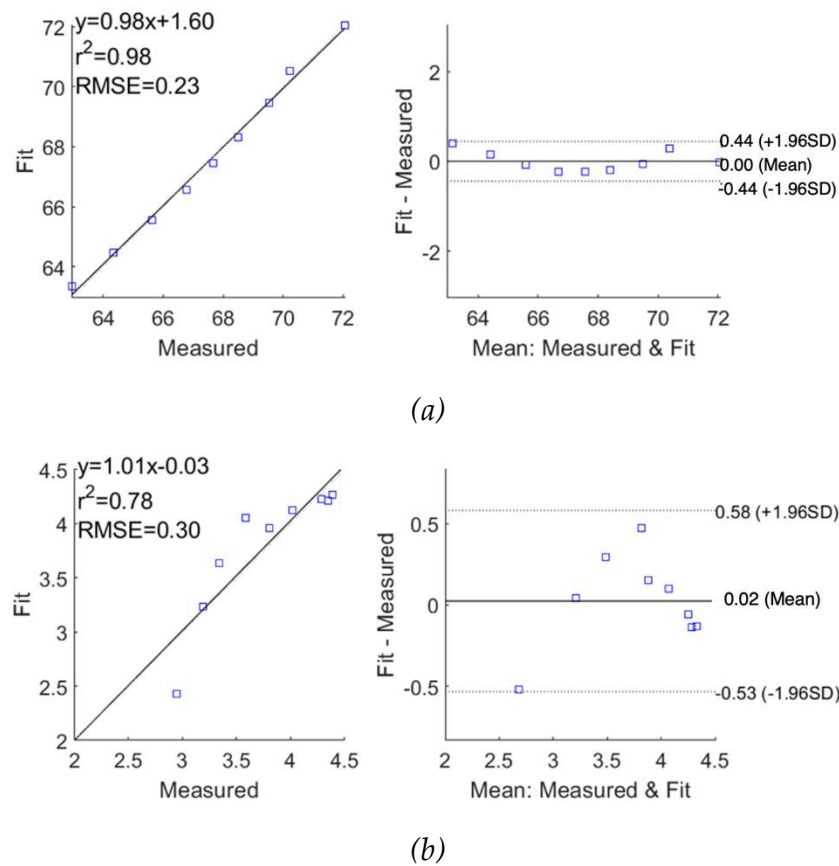 y=0.98x+1.60
r²=0.98
RMSE=0.23
72
70
68
66
64
Fit
64 66 68 70 72
Measured
2
0
-2
Fit - Measured
0.44 (+1.96SD)
0.00 (Mean)
-0.44 (-1.96SD)
64 66 68 70 72
Mean: Measured & Fit
(a)
y=1.01x-0.03
r²=0.78
RMSE=0.30
4.5
4
3.5
3
2.5
2
Fit
2 2.5 3 3.5 4 4.5
Measured
0.5
0
-0.5
Fit - Measured
0.58 (+1.96SD)
0.02 (Mean)
-0.53 (-1.96SD)
2 2.5 3 3.5 4 4.5
Mean: Measured & Fit
(b)